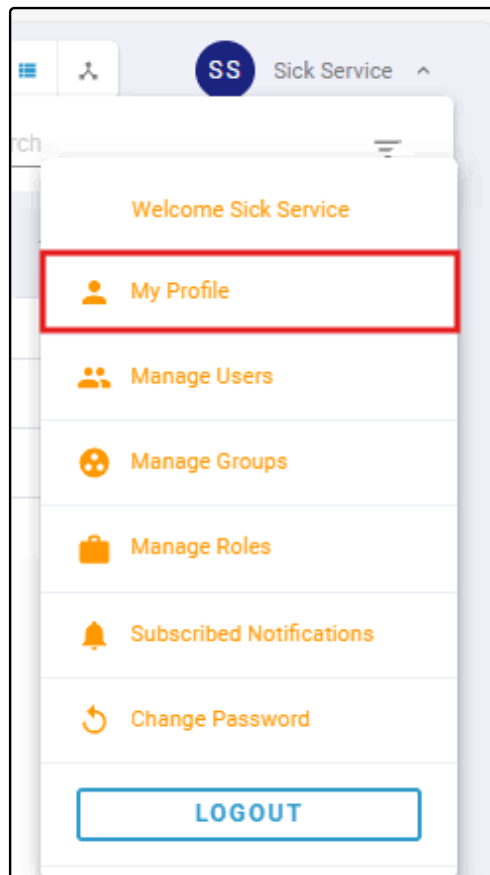 SS Sick Service
rch
Welcome Sick Service
My Profile
Manage Users
Manage Groups
Manage Roles
Subscribed Notifications
Change Password
LOGOUT